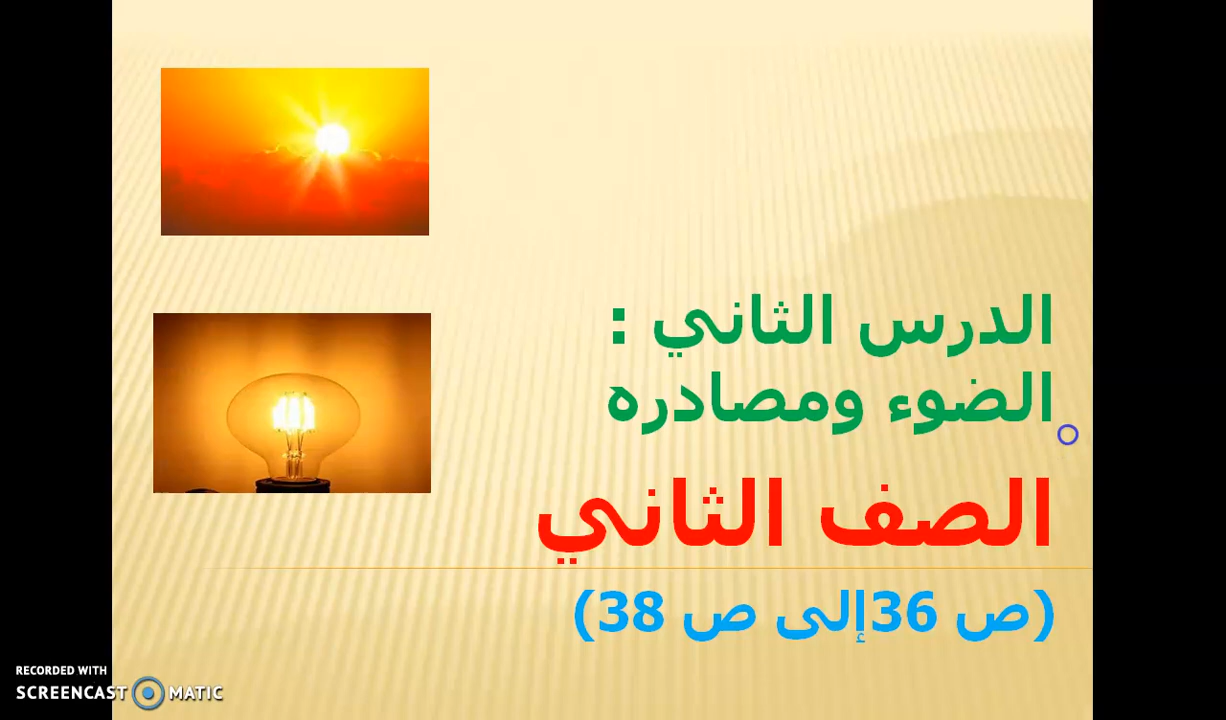 الدرس الثاني :
الضوء ومصادره
الصف الثاني
(ص 36إلى ص 38)
RECORDED WITH
SCREENCAST MATIC